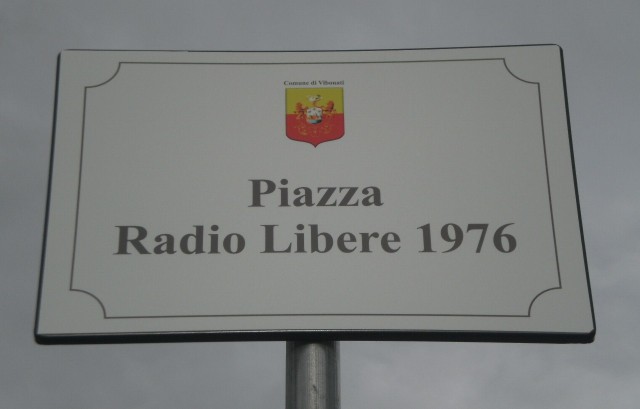 Comune di Vibonati
Piazza
Radio Libere 1976